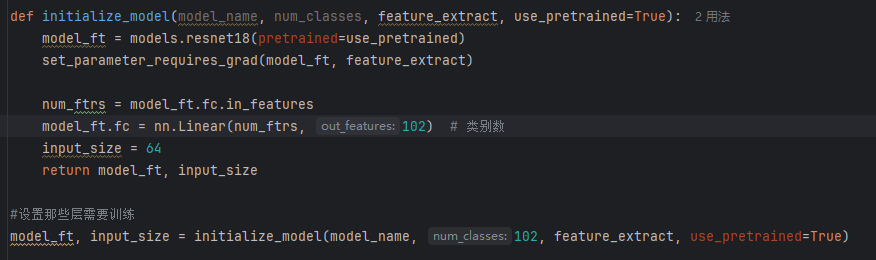 def initialize_model(model_name, num_classes, feature_extract, use_pretrained=True): 2 用法
model_ft = models.resnet18(pretrained=use_pretrained)
set_parameter_requires_grad(model_ft, feature_extract)
num_ftrs = model_ft.fc.in_features
model_ft.fc = nn.Linear(num_ftrs, out_features: 102) # 类别数
input_size = 64
return model_ft, input_size
#设置那些层需要训练
model_ft, input_size = initialize_model(model_name, num_classes: 102, feature_extract, use_pretrained=True)